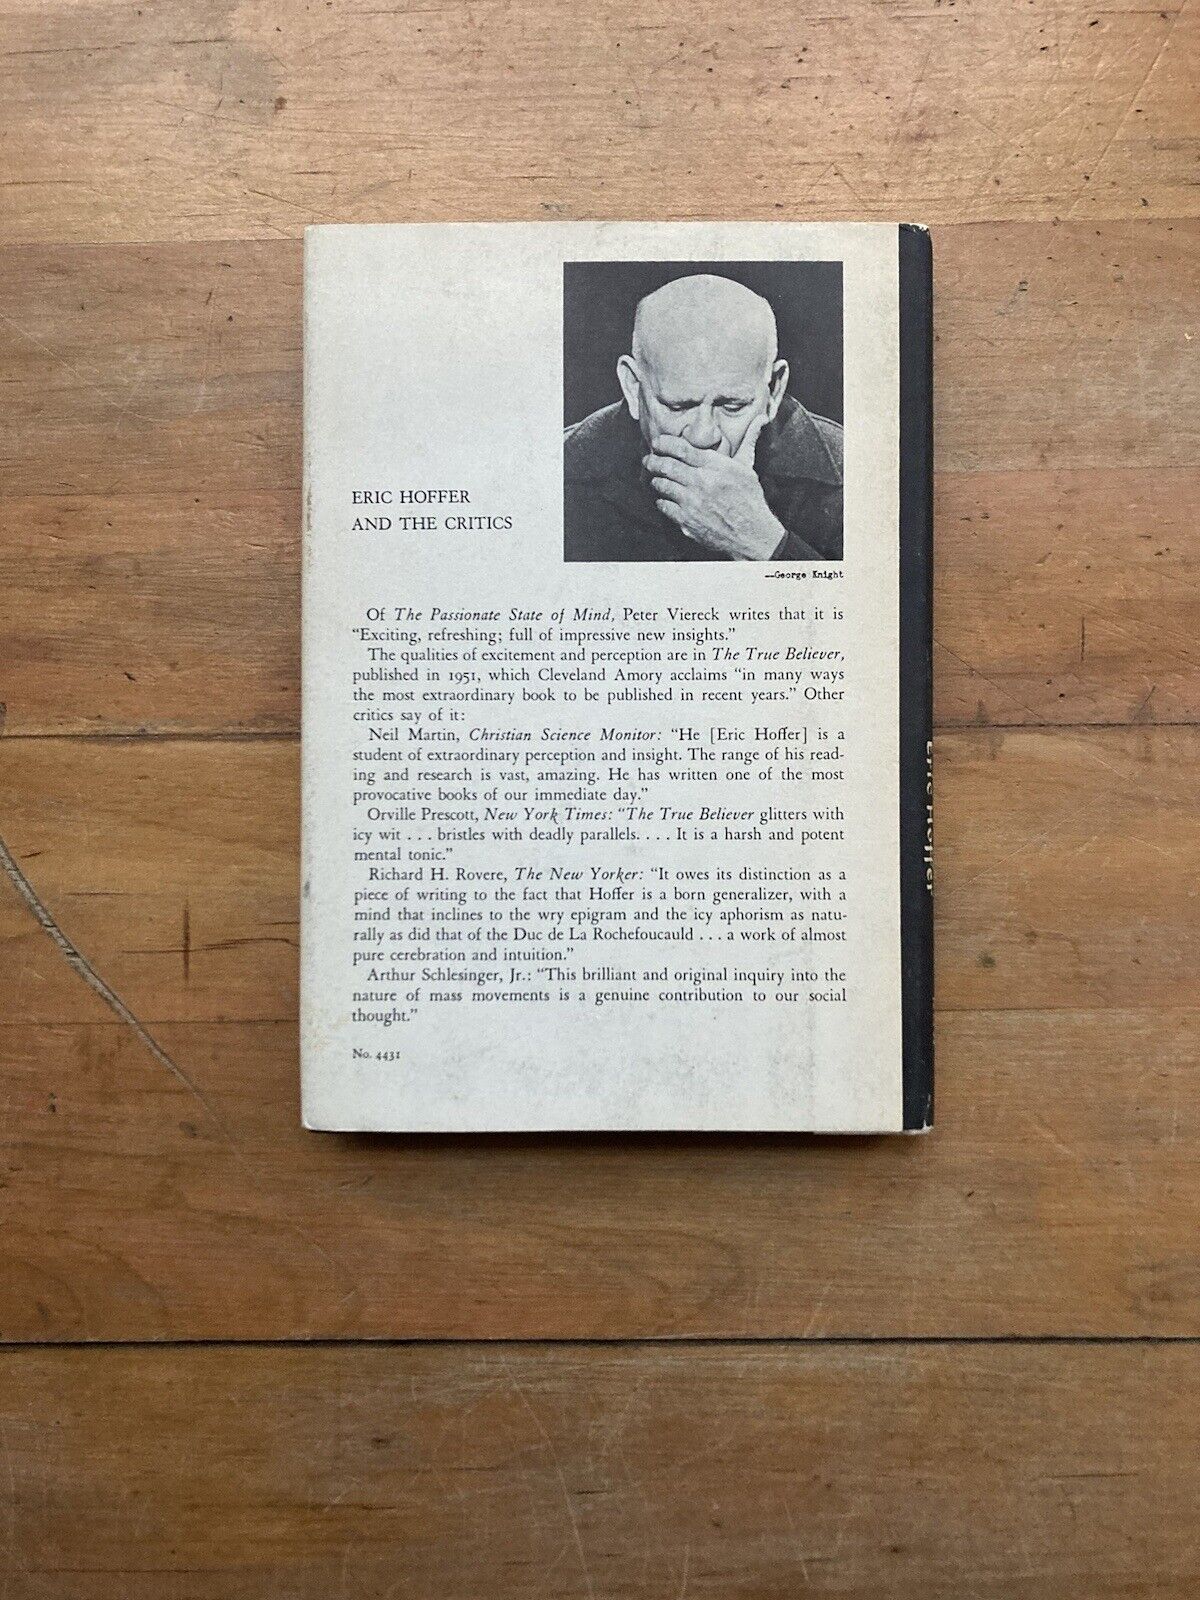 ERIC HOFFER
AND THE CRITICS
—George Knight
Of The Passionate State of Mind, Peter Viereck writes that it is
“Exciting, refreshing; full of impressive new insights.”
The qualities of excitement and perception are in The True Believer,
published in 1951, which Cleveland Amory acclaims “in many ways
the most extraordinary book to be published in recent years.” Other
critics say of it:
Neil Martin, Christian Science Monitor: “He [Eric Hoffer] is a
student of extraordinary perception and insight. The range of his read-
ing and research is vast, amazing. He has written one of the most
provocative books of our immediate day.”
Orville Prescott, New York Times: “The True Believer glitters with
icy wit . . . bristles with deadly parallels. . . . It is a harsh and potent
mental tonic.”
Richard H. Rovere, The New Yorker: “It owes its distinction as a
piece of writing to the fact that Hoffer is a born generalizer, with a
mind that inclines to the wry epigram and the icy aphorism as natu-
rally as did that of the Duc de La Rochefoucauld . . . a work of almost
pure cerebration and intuition.”
Arthur Schlesinger, Jr.: “This brilliant and original inquiry into the
nature of mass movements is a genuine contribution to our social
thought.”
No. 4431
Eric Hoffer